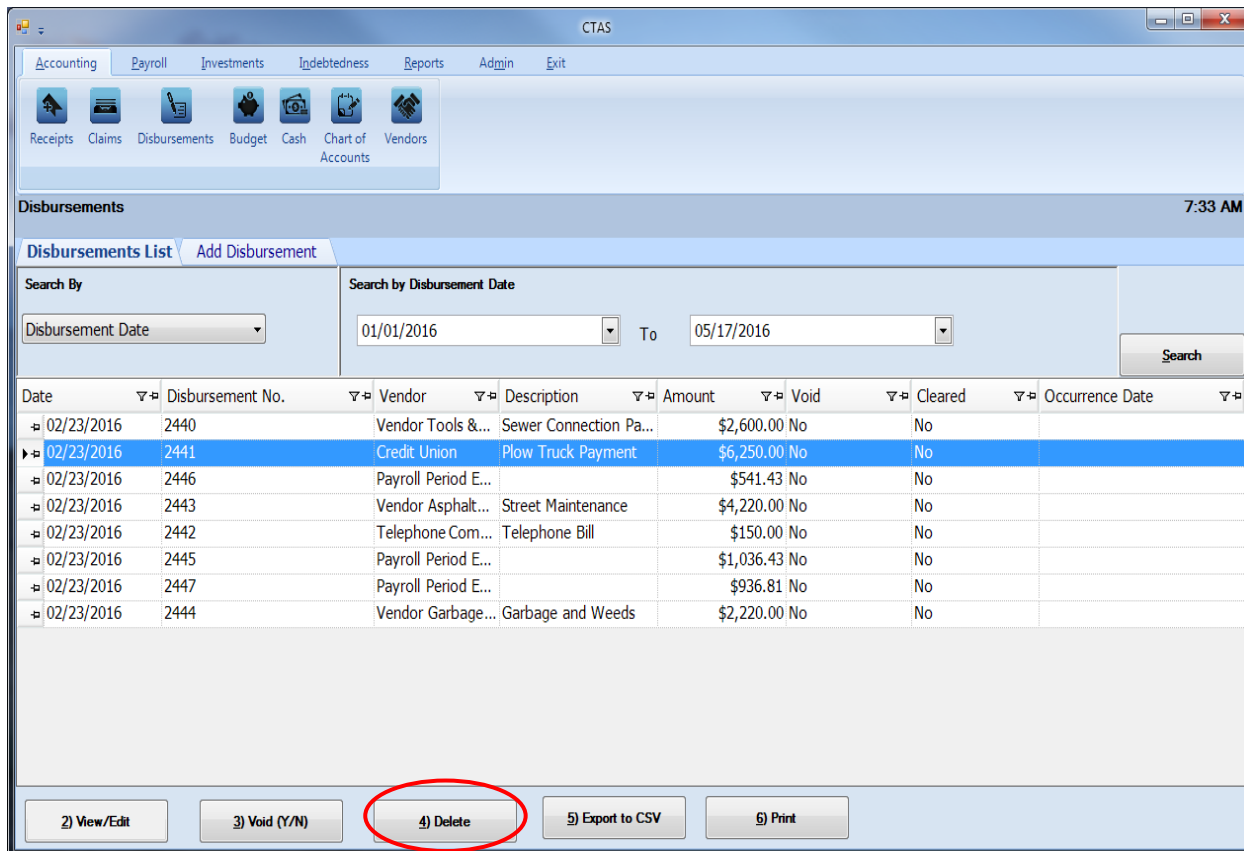 CTAS
Accounting Payroll Investments Indebtedness Reports Admin Exit
Receipts Claims Disbursements Budget Cash Chart of Accounts Vendors
Disbursements 7:33 AM
Disbursements List Add Disbursement
Search By Search by Disbursement Date
Disbursement Date 01/01/2016 To 05/17/2016
Search
Date Disbursement No. Vendor Description Amount Void Cleared Occurrence Date
02/23/2016 2440 Vendor Tools &... Sewer Connection Pa... $2,600.00 No No
02/23/2016 2441 Credit Union Plow Truck Payment $6,250.00 No No
02/23/2016 2446 Payroll Period E... $541.43 No No
02/23/2016 2443 Vendor Asphalt... Street Maintenance $4,220.00 No No
02/23/2016 2442 Telephone Com... Telephone Bill $150.00 No No
02/23/2016 2445 Payroll Period E... $1,036.43 No No
02/23/2016 2447 Payroll Period E... $936.81 No No
02/23/2016 2444 Vendor Garbage... Garbage and Weeds $2,220.00 No No
2) View/Edit 3) Void (Y/N) 4) Delete 5) Export to CSV 6) Print